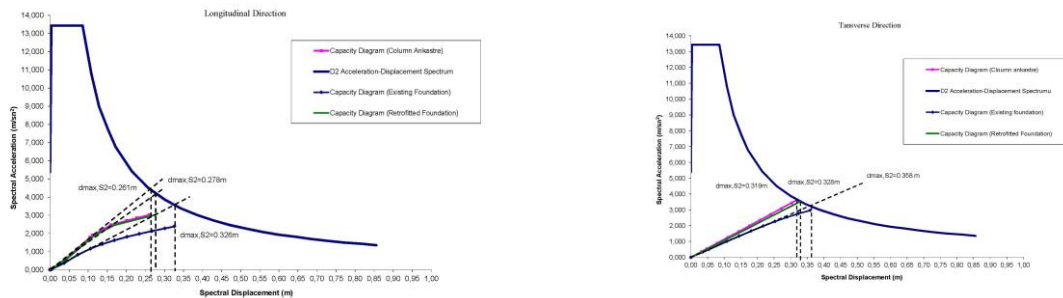 Longitudinal Direction
14,000
13,000
12,000
11,000
10,000
9,000
8,000
7,000
6,000
5,000
4,000
3,000
2,000
1,000
0,000
Spectral Acceleration (m/sn²)
Capacity Diagram (Column Ankastre)
D2 Acceleration-Displacement Spectrum
Capacity Diagram (Existing Foundation)
Capacity Diagram (Retrofitted Foundation)
dmax,S2=0.278m
dmax,S2=0.261m
dmax,S2=0.326m
0,00 0,05 0,10 0,15 0,20 0,25 0,30 0,35 0,40 0,45 0,50 0,55 0,60 0,65 0,70 0,75 0,80 0,85 0,90 0,95 1,00
Spectral Displacement (m)
Tansverse Direction
14,000
13,000
12,000
11,000
10,000
9,000
8,000
7,000
6,000
5,000
4,000
3,000
2,000
1,000
0,000
Spectral Acceleration (m/sn²)
Capacity Diagram (Cloumn ankastre)
D2 Acceleration-Displacement Spectrumu
Capacity Diagram (Existing foundation)
Capacity Diagram (Retrofitted Foundation)
dmax,S2=0.319m
dmax,S2=0.328m
dmax,S2=0.358 m
0,00 0,05 0,10 0,15 0,20 0,25 0,30 0,35 0,40 0,45 0,50 0,55 0,60 0,65 0,70 0,75 0,80 0,85 0,90 0,95 1,00
Spectral Displacement (m)